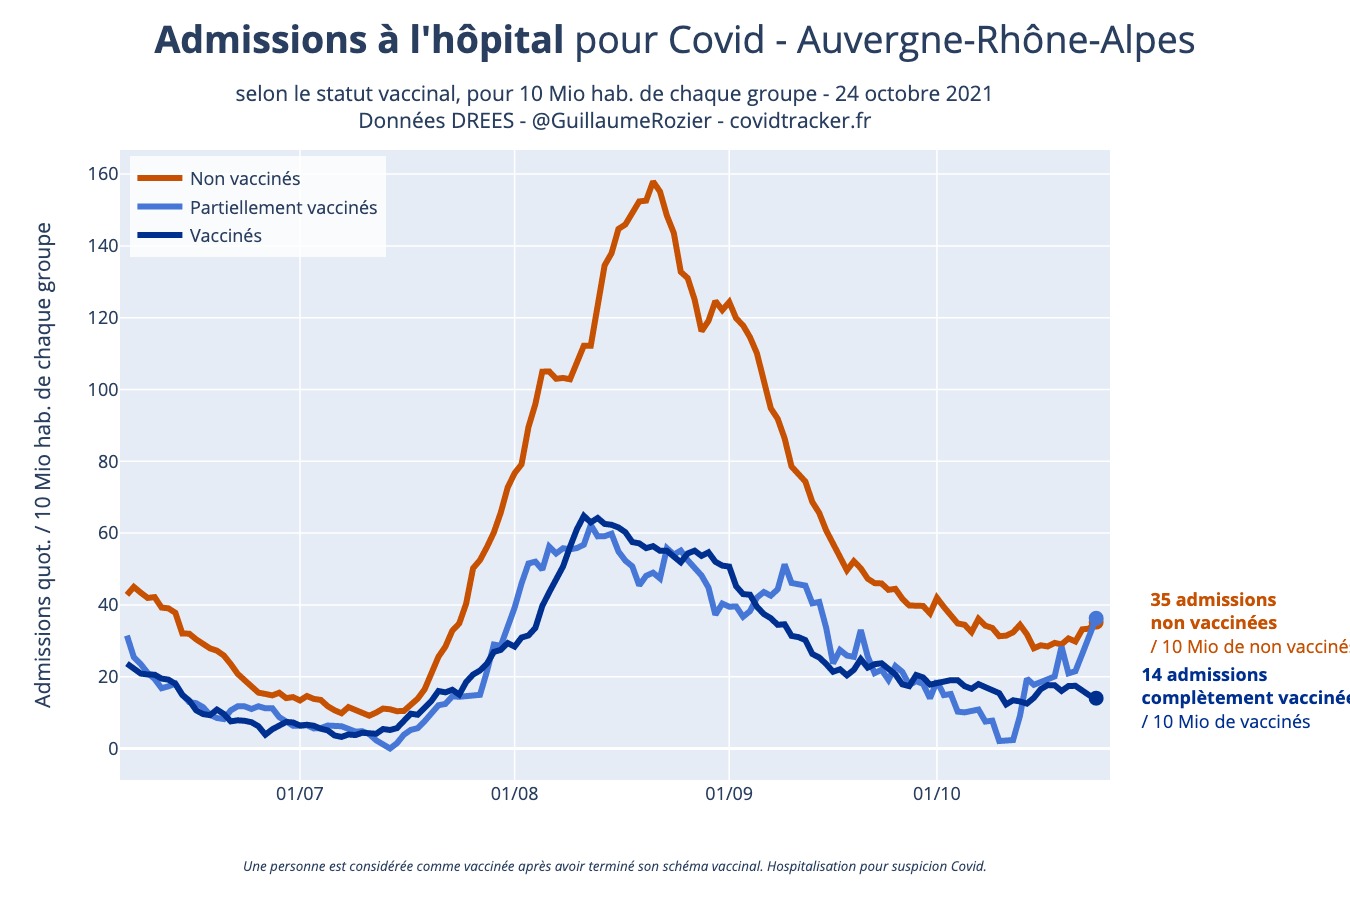 Admissions à l'hôpital pour Covid - Auvergne-Rhône-Alpes
selon le statut vaccinal, pour 10 Mio hab. de chaque groupe - 24 octobre 2021
Données DREES - @GuillaumeRozier - covidtracker.fr
Non vaccinés
Partiellement vaccinés
Vaccinés
Admissions quot. / 10 Mio hab. de chaque groupe
160
140
120
100
80
60
40
20
0
01/07
01/08
01/09
01/10
35 admissions
non vaccinées
/ 10 Mio de non vacciné
14 admissions
complètement vacciné
/ 10 Mio de vaccinés
Une personne est considérée comme vaccinée après avoir terminé son schéma vaccinal. Hospitalisation pour suspicion Covid.